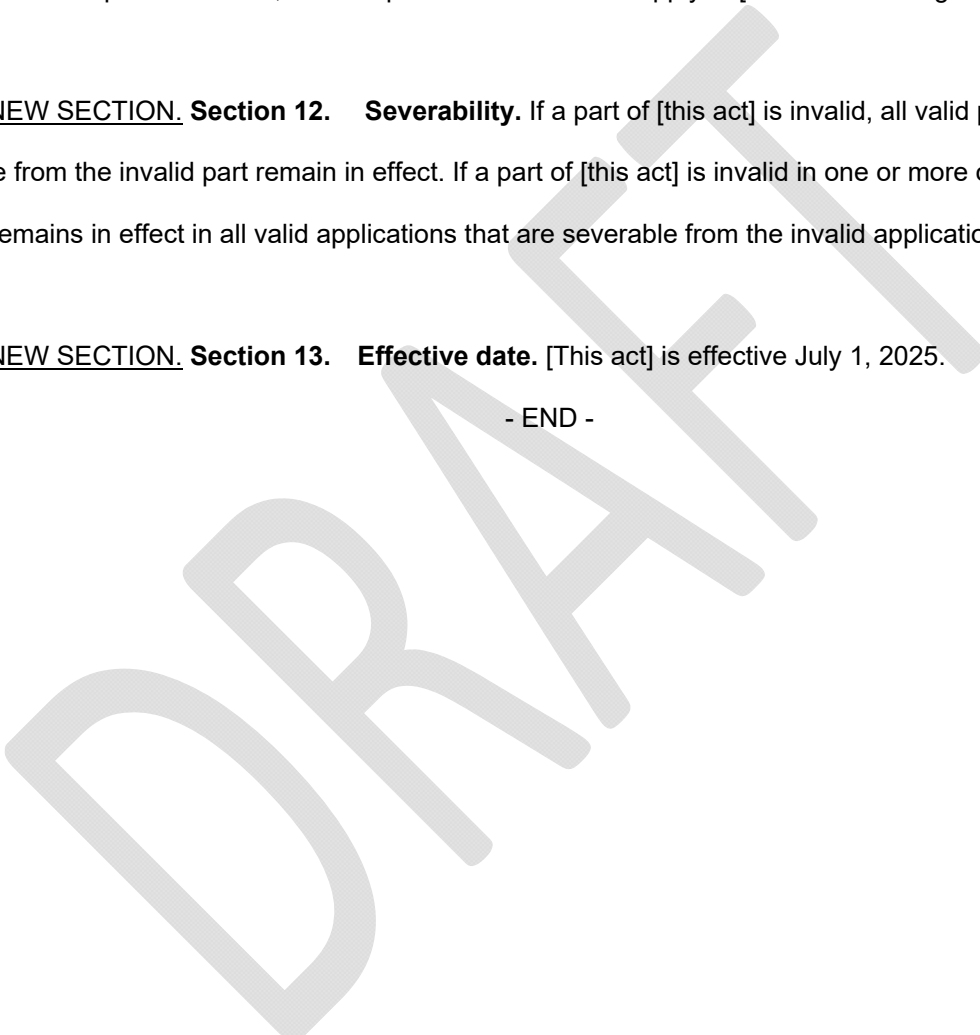 NEW SECTION. Section 12. Severability. If a part of [this act] is invalid, all valid
from the invalid part remain in effect. If a part of [this act] is invalid in one or more
emains in effect in all valid applications that are severable from the invalid applicatio
NEW SECTION. Section 13. Effective date. [This act] is effective July 1, 2025.
- END -
DRAFT